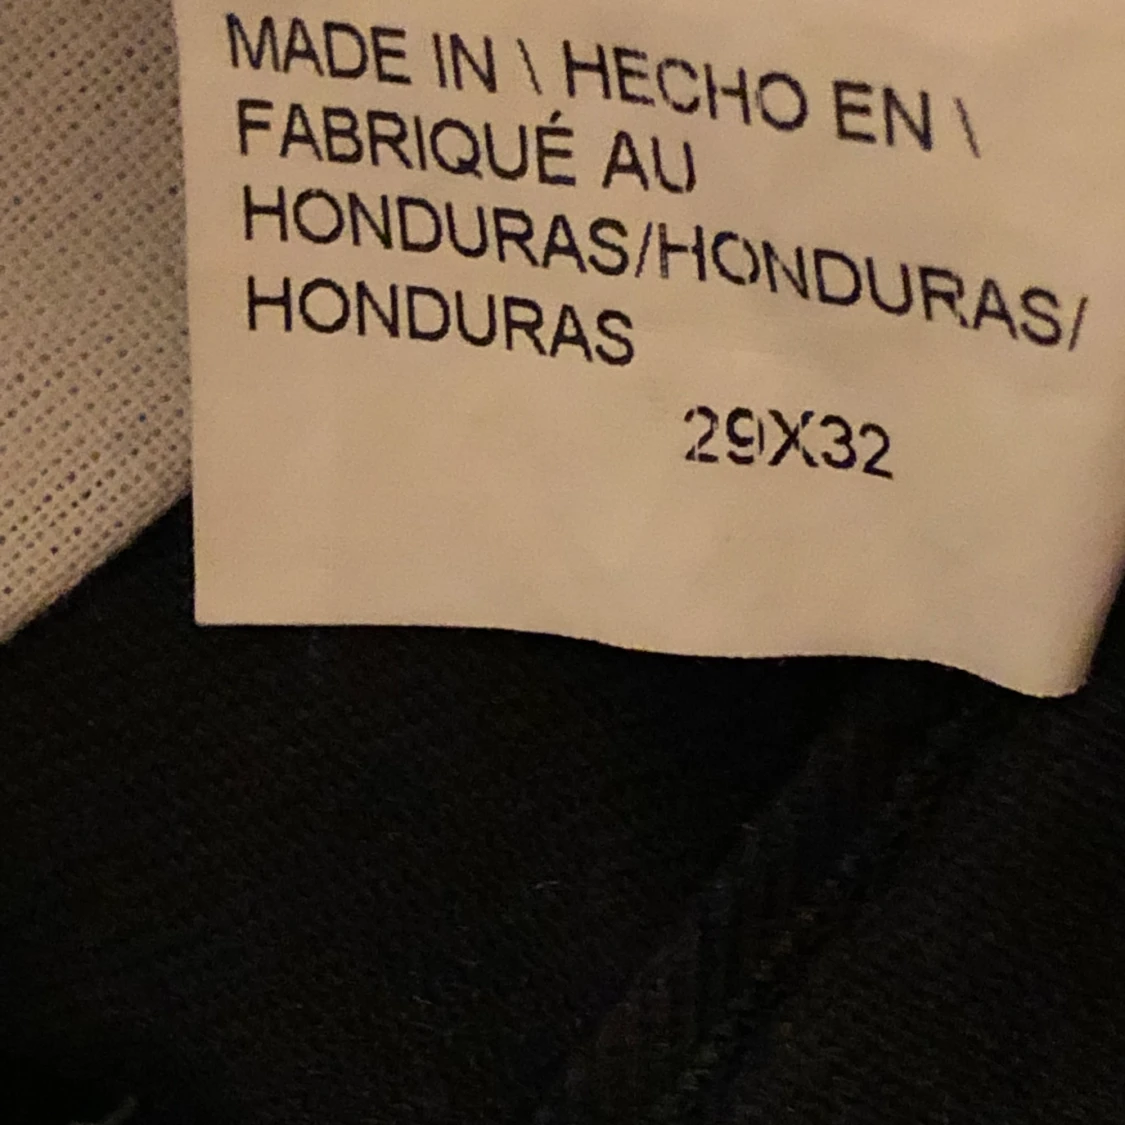 MADE IN \ HECHO EN \
FABRIQUÉ AU
HONDURAS/HONDURAS/
HONDURAS
29X32